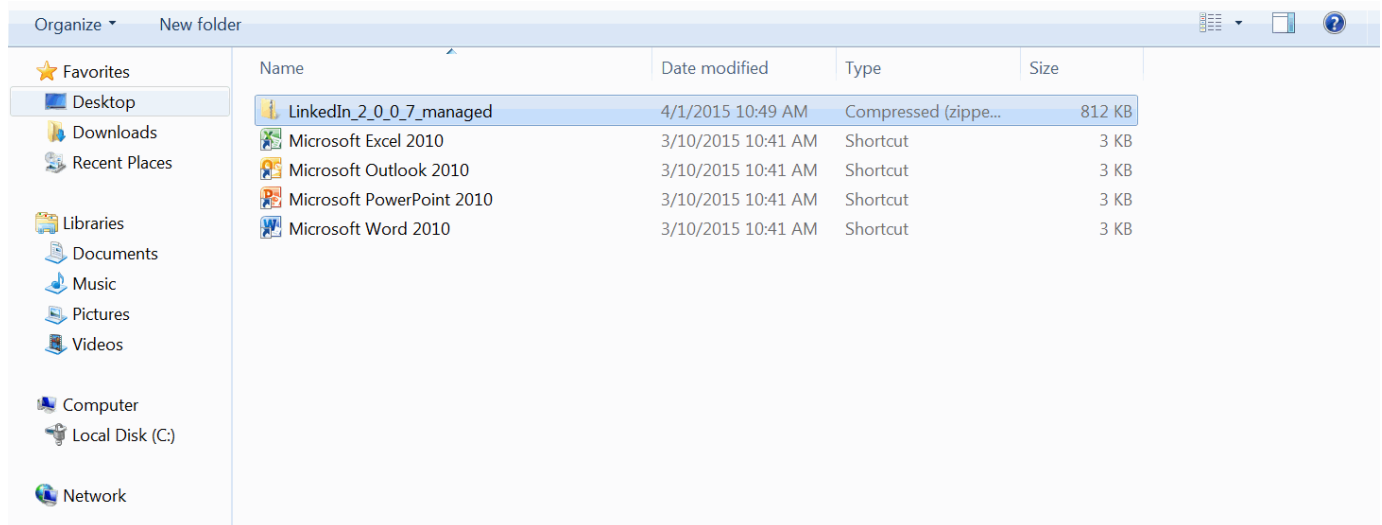 Organize New folder
Favorites
Desktop
Downloads
Recent Places
Libraries
Documents
Music
Pictures
Videos
Computer
Local Disk (C:)
Network
Name Date modified Type Size
LinkedIn_2_0_0_7_managed 4/1/2015 10:49 AM Compressed (zippe... 812 KB
Microsoft Excel 2010 3/10/2015 10:41 AM Shortcut 3 KB
Microsoft Outlook 2010 3/10/2015 10:41 AM Shortcut 3 KB
Microsoft PowerPoint 2010 3/10/2015 10:41 AM Shortcut 3 KB
Microsoft Word 2010 3/10/2015 10:41 AM Shortcut 3 KB